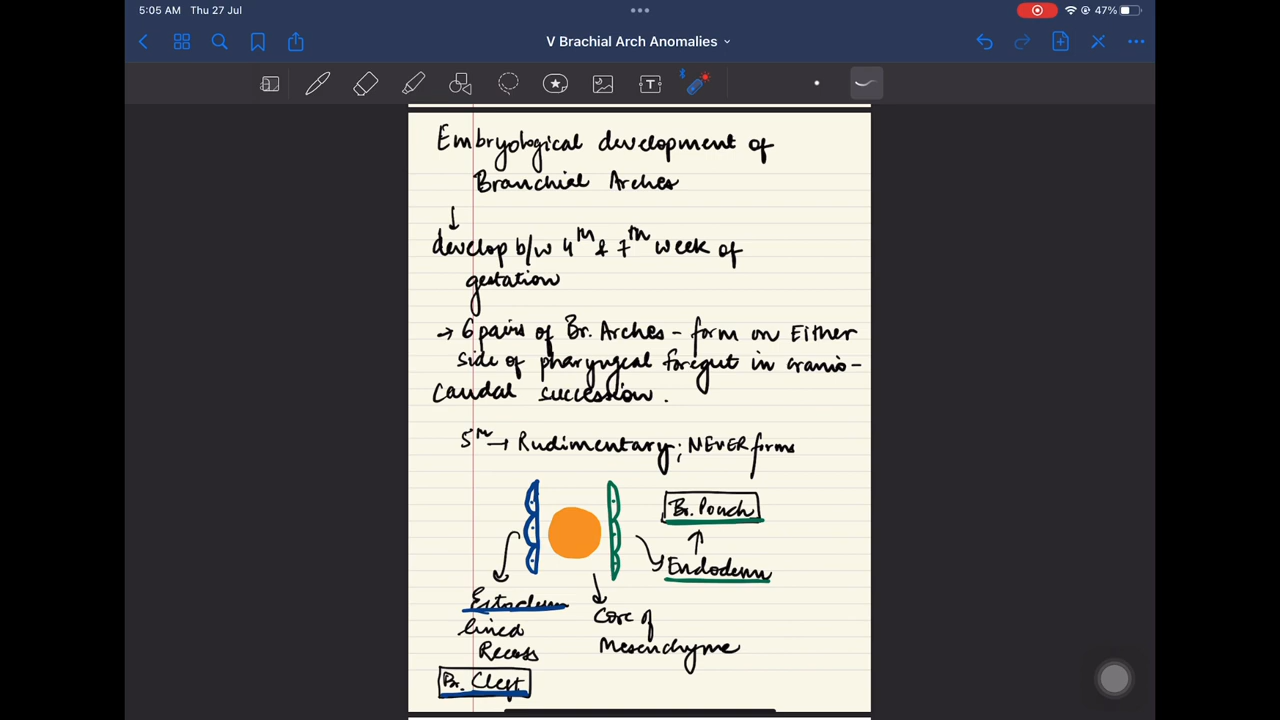 5:05 AM Thu 27 Jul
47%
V Brachial Arch Anomalies
Embryological development of
Branchial Arches
↓
develop b/w 4th & 7th week of
gestation
→ 6 pairs of Br. Arches - form on Either
side of pharyngeal foregut in cranio-
Caudal succession.
5th → Rudimentary; NEVER forms
Br. Pouch
Endoderm
Ectoderm
lined
Recess
Core of
Mesenchyme
Br. Cleft